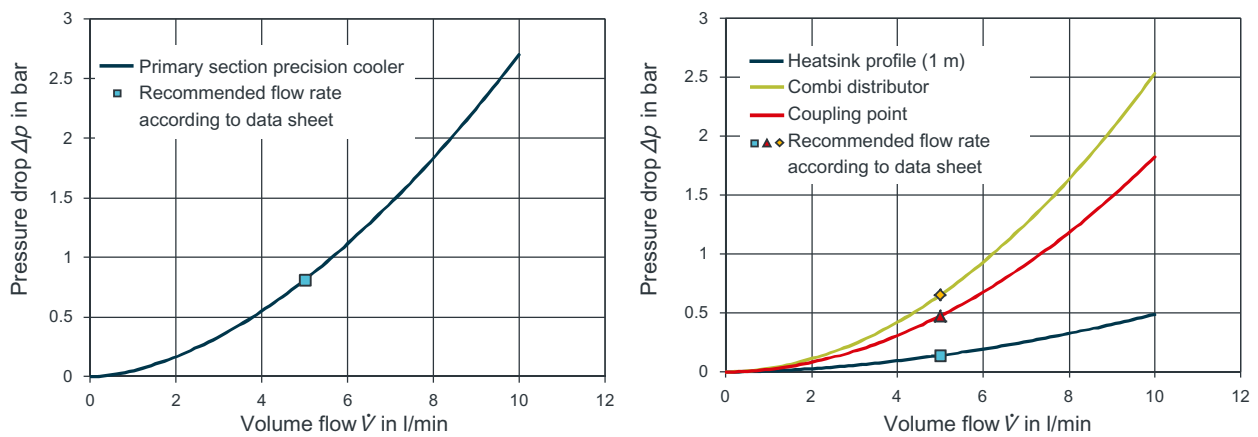 3
2.5
2
1.5
1
0.5
0
0 2 4 6 8 10 12
Pressure drop Δp in bar
Volume flow V̇ in l/min
Primary section precision cooler
Recommended flow rate
according to data sheet
3
2.5
2
1.5
1
0.5
0
0 2 4 6 8 10 12
Pressure drop Δp in bar
Volume flow V̇ in l/min
Heatsink profile (1 m)
Combi distributor
Coupling point
Recommended flow rate
according to data sheet